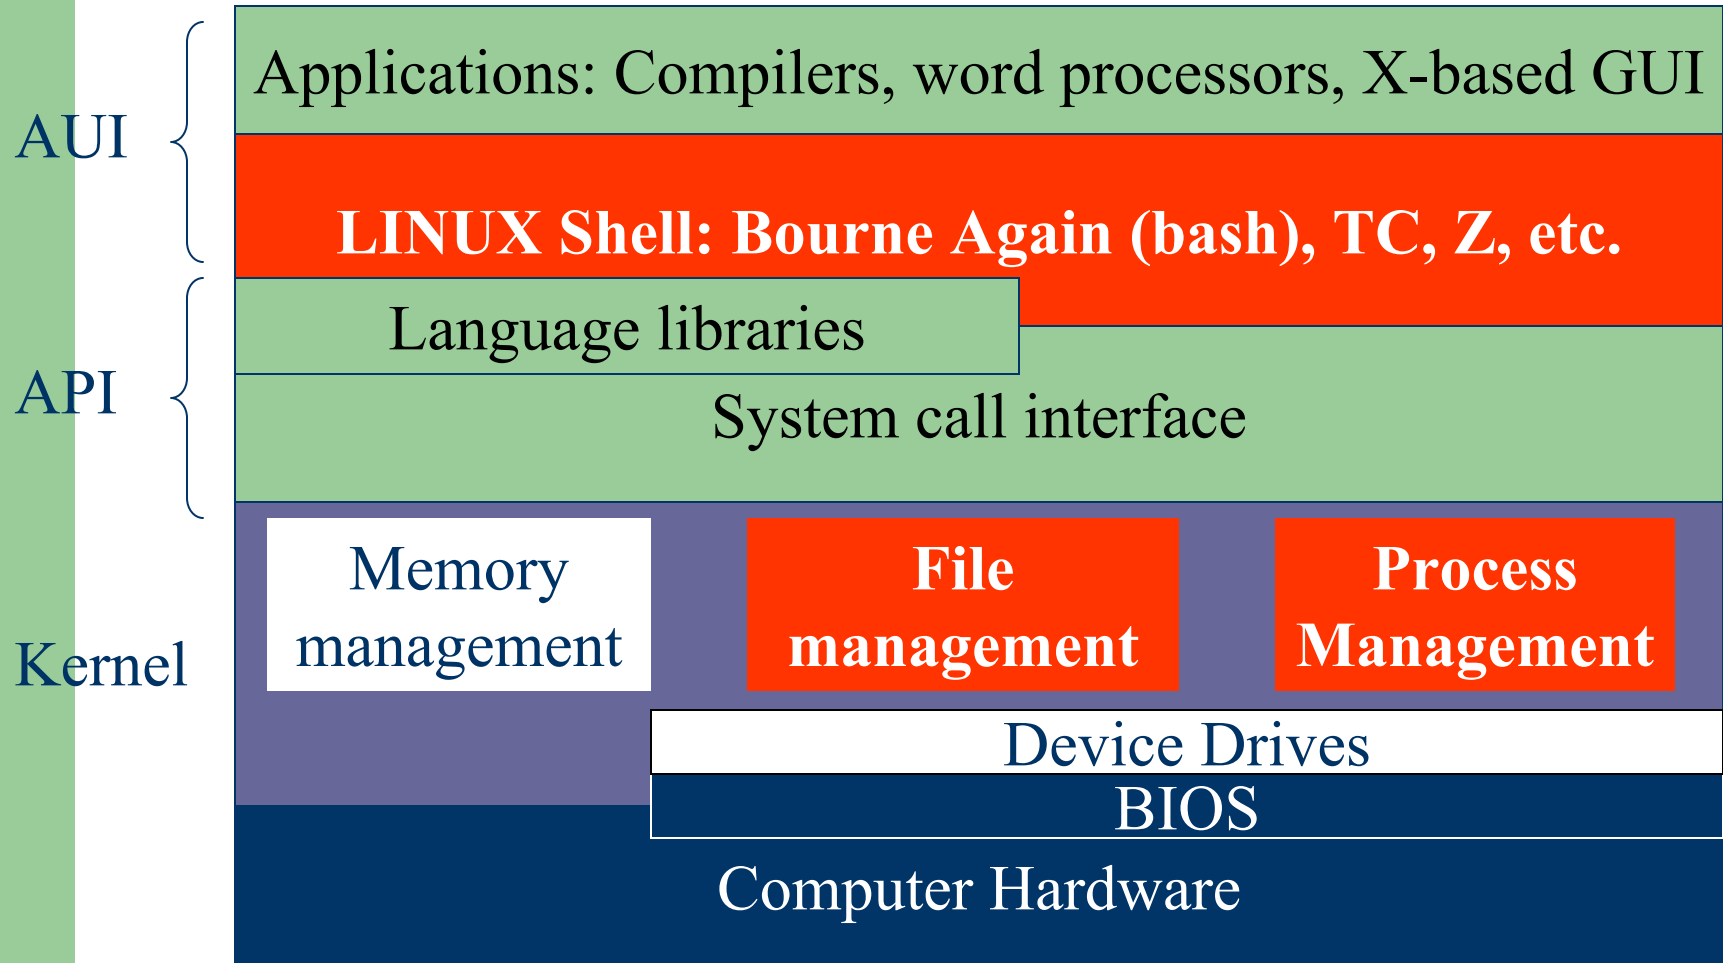 Applications: Compilers, word processors, X-based GUI
AUI
LINUX Shell: Bourne Again (bash), TC, Z, etc.
Language libraries
API
System call interface
Memory
management
File
management
Process
Management
Kernel
Device Drives
BIOS
Computer Hardware